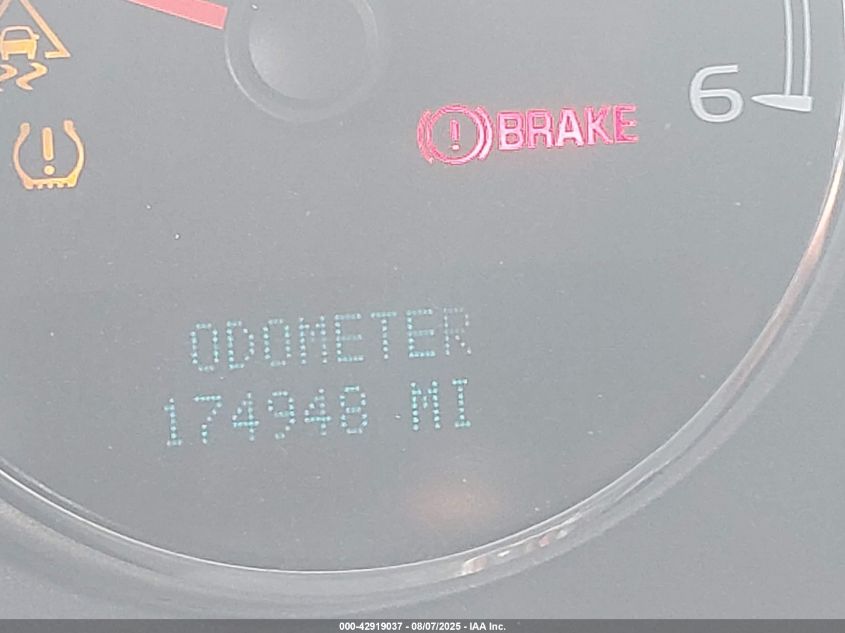 BRAKE
6
ODOMETER
174948 MI
000-42919037 - 08/07/2025 - IAA Inc.